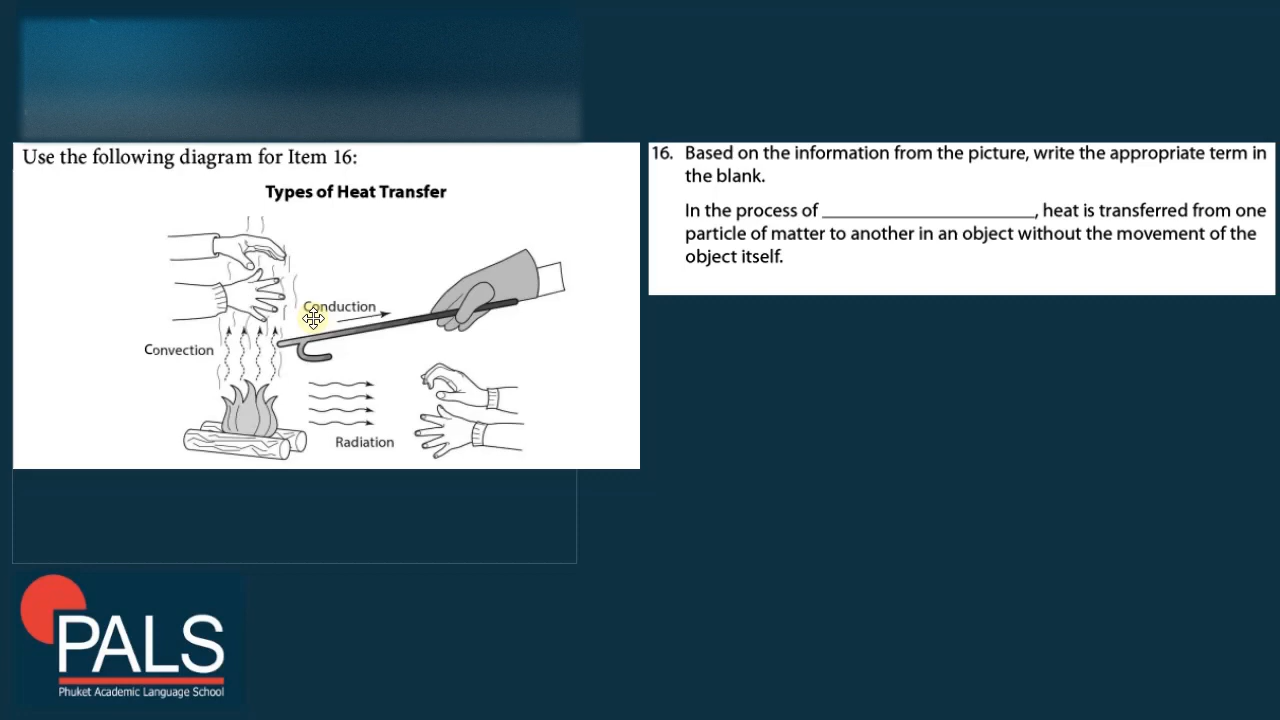 Use the following diagram for Item 16:
Types of Heat Transfer
Conduction
Convection
Radiation
16. Based on the information from the picture, write the appropriate term in
the blank.
In the process of ______________________, heat is transferred from one
particle of matter to another in an object without the movement of the
object itself.
PALS
Phuket Academic Language School